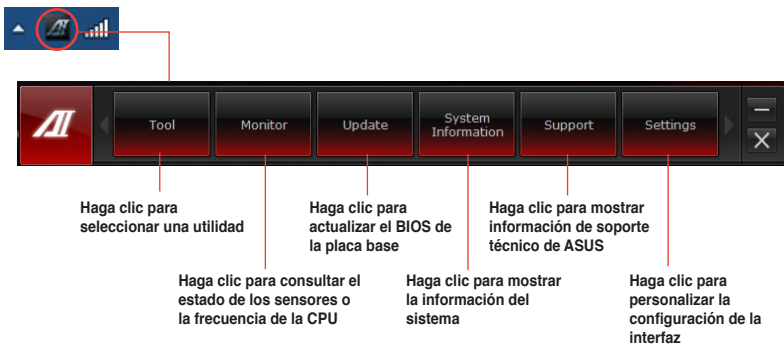 Tool
Monitor
Update
System
Information
Support
Settings
Haga clic para
seleccionar una utilidad
Haga clic para
actualizar el BIOS de
la placa base
Haga clic para mostrar
información de soporte
técnico de ASUS
Haga clic para consultar el
estado de los sensores o
la frecuencia de la CPU
Haga clic para mostrar
la información del
sistema
Haga clic para
personalizar la
configuración de la
interfaz